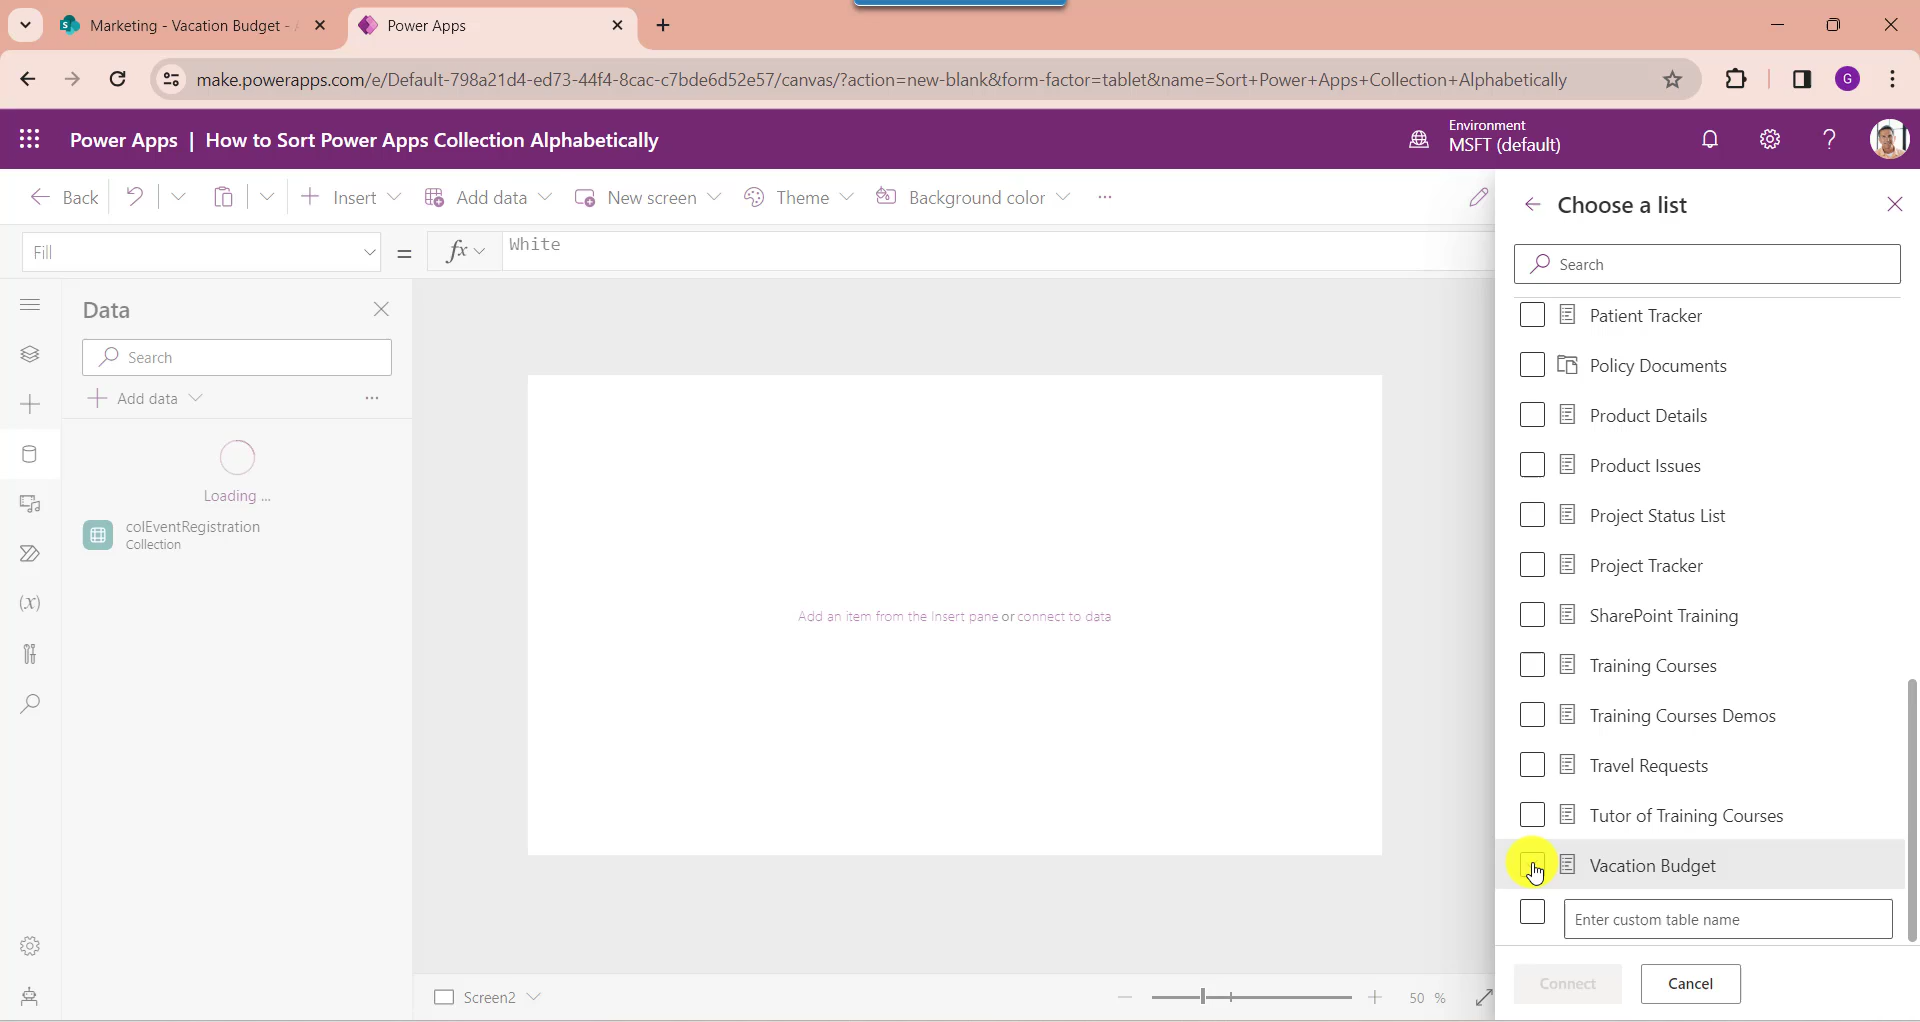 Marketing - Vacation Budget -
Power Apps
make.powerapps.com/e/Default-798a21d4-ed73-44f4-8cac-c7bde6d52e57/canvas/?action=new-blank&form-factor=tablet&name=Sort+Power+Apps+Collection+Alphabetically
G
Power Apps | How to Sort Power Apps Collection Alphabetically
Environment
MSFT (default)
Back
Insert
Add data
New screen
Theme
Background color
Fill
=
fx
White
Data
Search
Add data
Loading ...
colEventRegistration
Collection
Add an item from the Insert pane or connect to data
Screen2
50 %
Choose a list
Search
Patient Tracker
Policy Documents
Product Details
Product Issues
Project Status List
Project Tracker
SharePoint Training
Training Courses
Training Courses Demos
Travel Requests
Tutor of Training Courses
Vacation Budget
Enter custom table name
Connect
Cancel